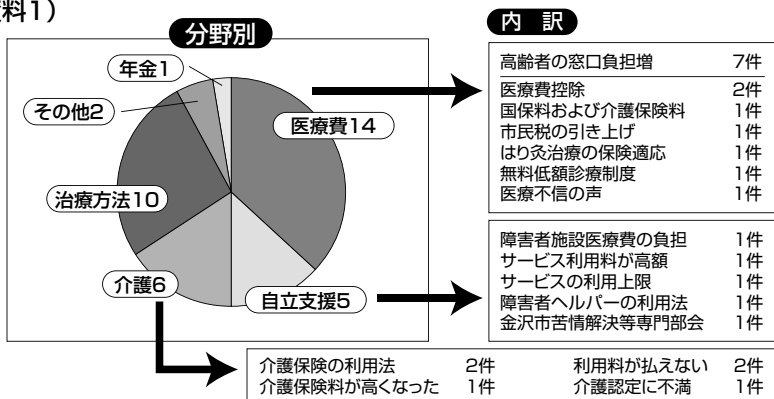 料1）
分野別
年金1
その他2
医療費14
治療方法10
介護6
自立支援5
内 訳
高齢者の窓口負担増 7件
医療費控除 2件
国保料および介護保険料 1件
市民税の引き上げ 1件
はり灸治療の保険適応 1件
無料低額診療制度 1件
医療不信の声 1件
障害者施設医療費の負担 1件
サービス利用料が高額 1件
サービスの利用上限 1件
障害者ヘルパーの利用法 1件
金沢市苦情解決等専門部会 1件
介護保険の利用法 2件 利用料が払えない 2件
介護保険料が高くなった 1件 介護認定に不満 1件